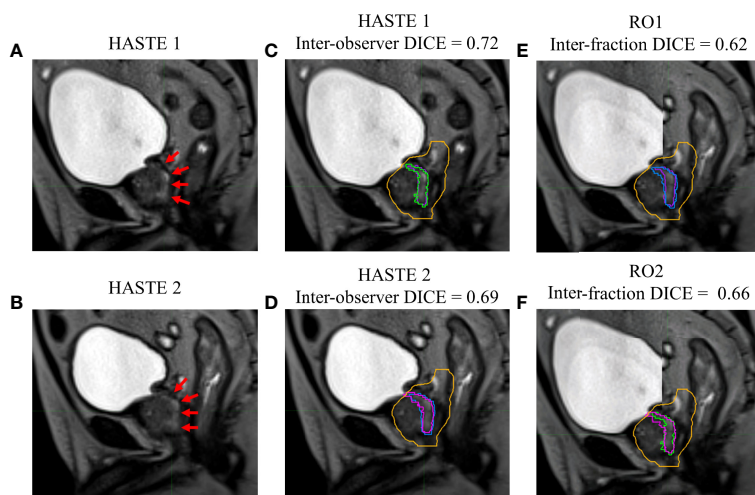 A
HASTE 1
C
HASTE 1
Inter-observer DICE = 0.72
E
RO1
Inter-fraction DICE = 0.62
B
HASTE 2
D
HASTE 2
Inter-observer DICE = 0.69
F
RO2
Inter-fraction DICE = 0.66